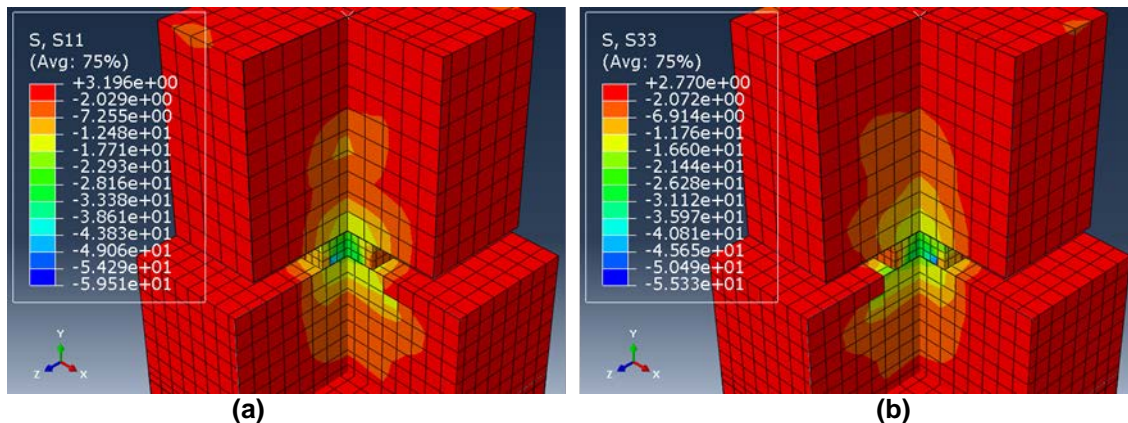 S, S11
(Avg: 75%)
+3.196e+00
-2.029e+00
-7.255e+00
-1.248e+01
-1.771e+01
-2.293e+01
-2.816e+01
-3.338e+01
-3.861e+01
-4.383e+01
-4.906e+01
-5.429e+01
-5.951e+01
Y
Z
X
(a)
S, S33
(Avg: 75%)
+2.770e+00
-2.072e+00
-6.914e+00
-1.176e+01
-1.660e+01
-2.144e+01
-2.628e+01
-3.112e+01
-3.597e+01
-4.081e+01
-4.565e+01
-5.049e+01
-5.533e+01
Y
Z
X
(b)